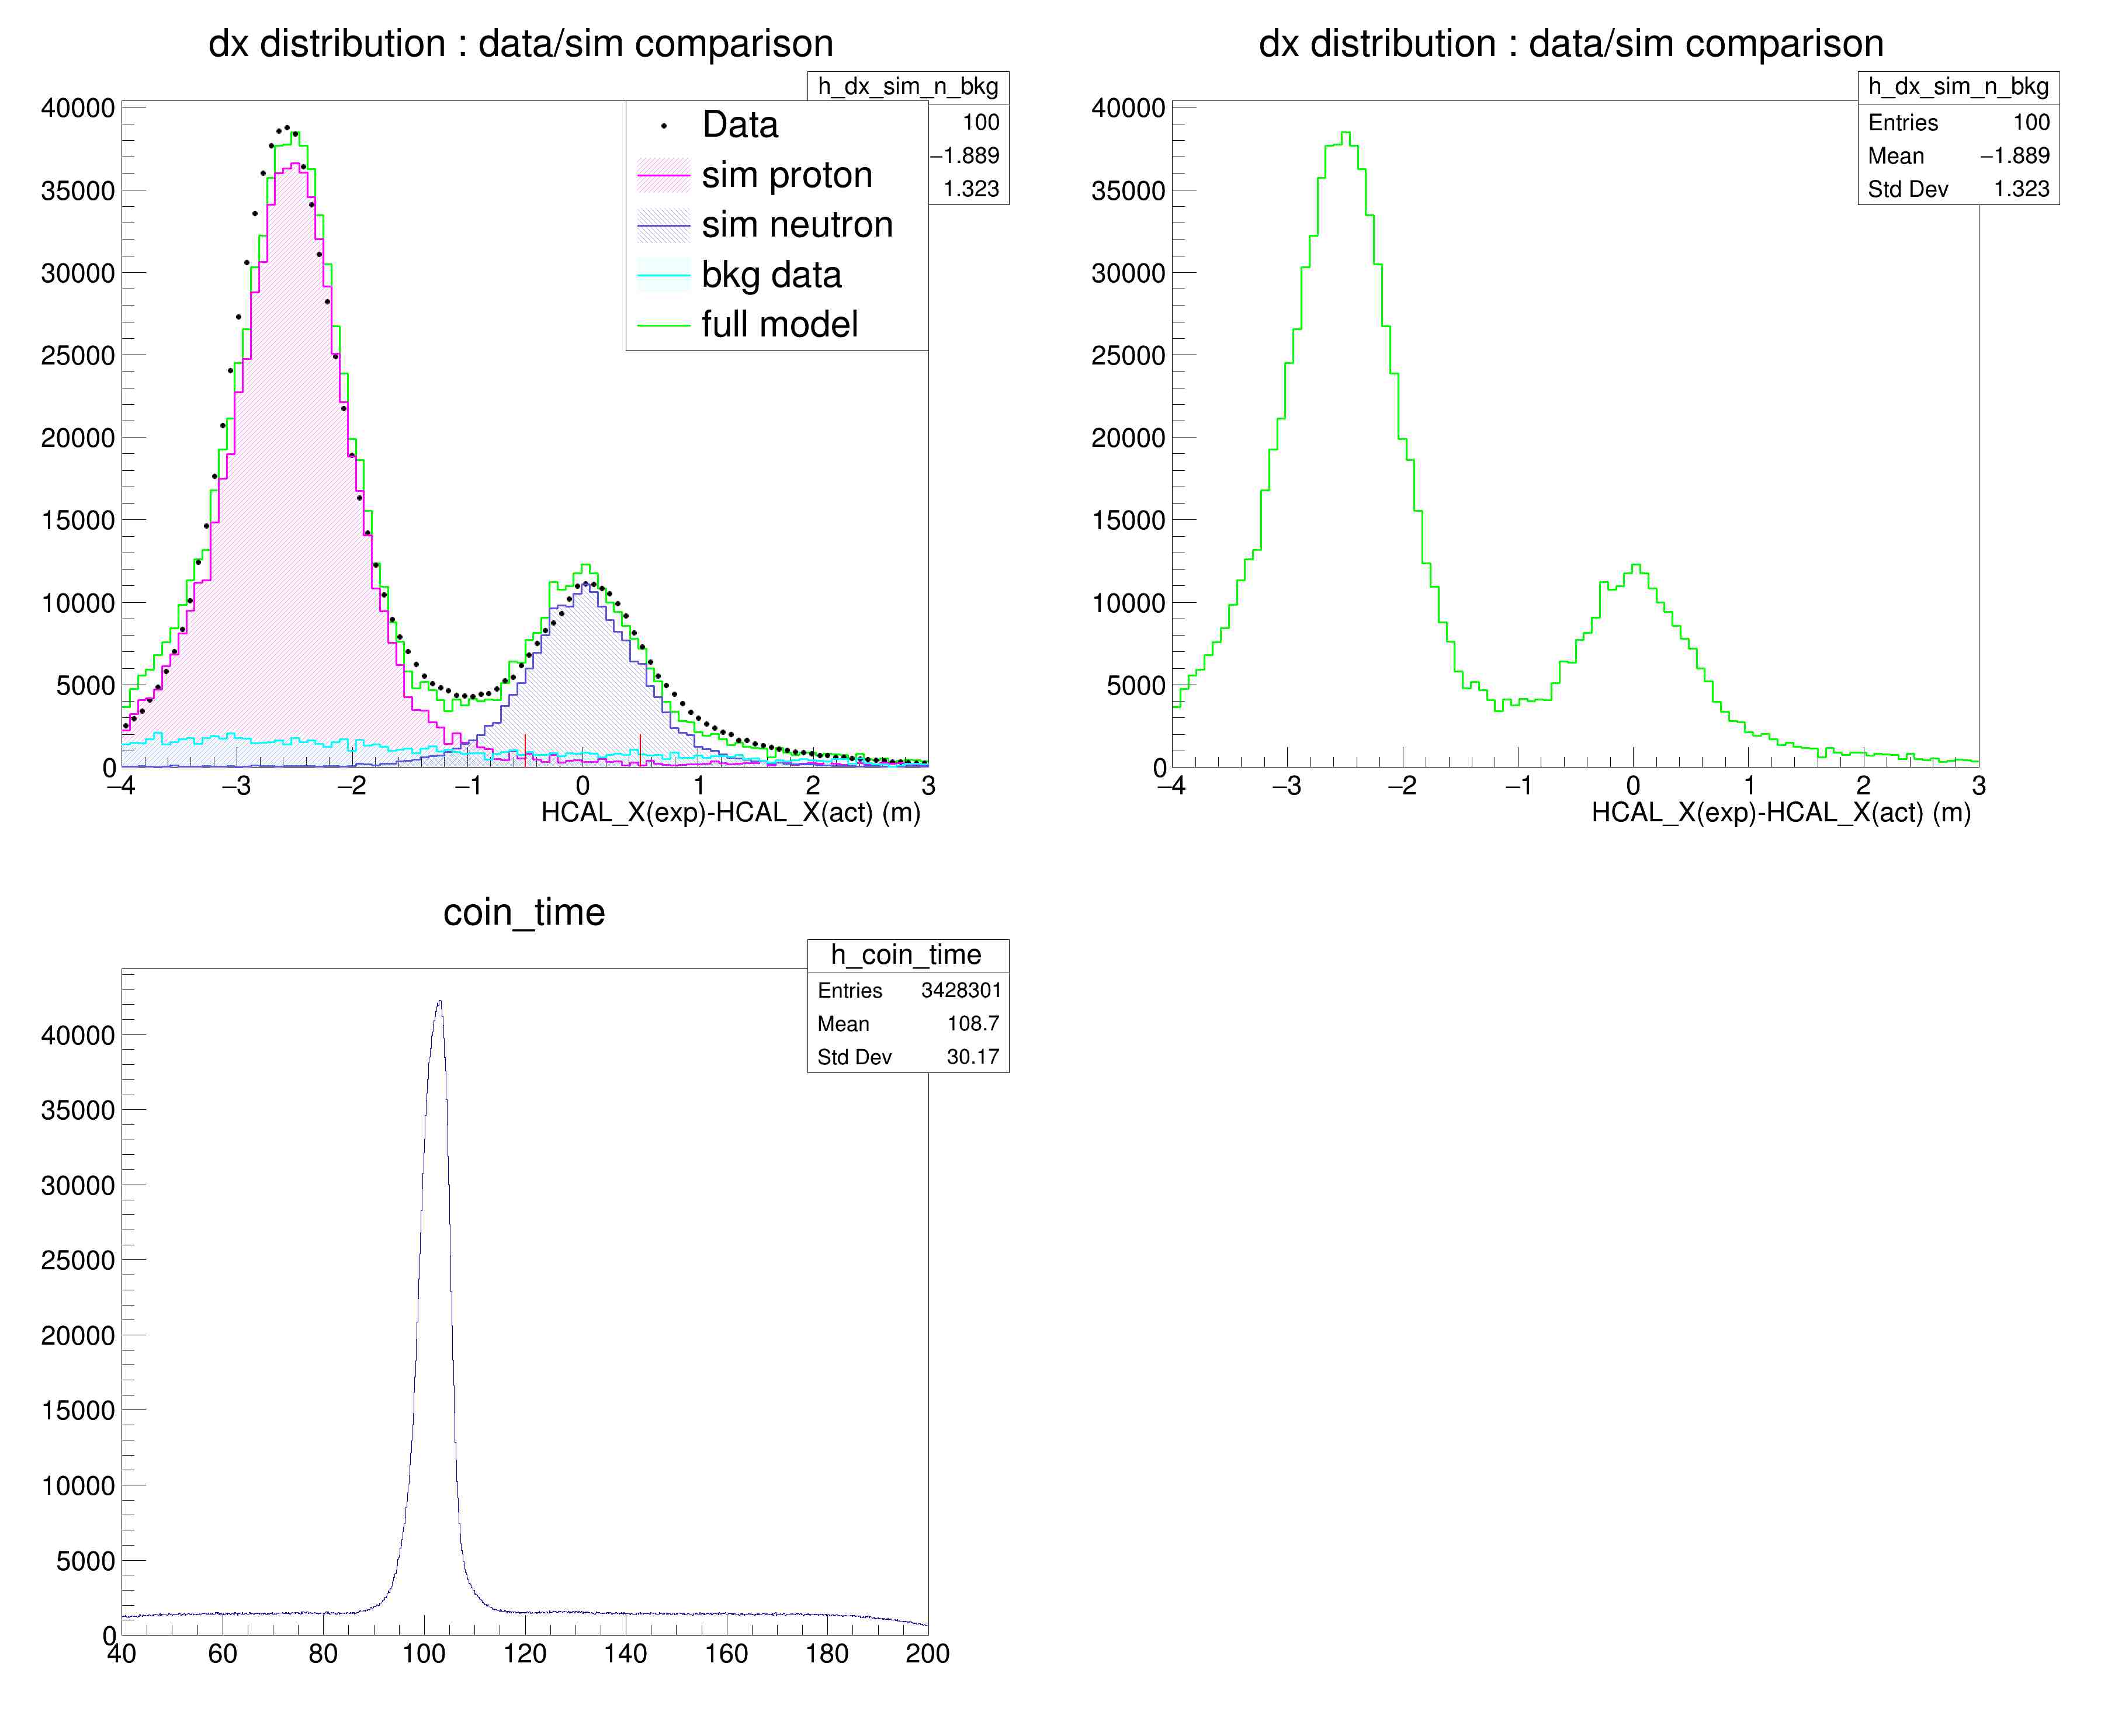 dx distribution : data/sim comparison
h_dx_sim_n_bkg
100
−1.889
1.323
Data
sim proton
sim neutron
bkg data
full model
40000
35000
30000
25000
20000
15000
10000
5000
0
−4 −3 −2 −1 0 1 2 3
HCAL_X(exp)-HCAL_X(act) (m)
dx distribution : data/sim comparison
h_dx_sim_n_bkg
Entries 100
Mean −1.889
Std Dev 1.323
40000
35000
30000
25000
20000
15000
10000
5000
0
−4 −3 −2 −1 0 1 2 3
HCAL_X(exp)-HCAL_X(act) (m)
coin_time
h_coin_time
Entries 3428301
Mean 108.7
Std Dev 30.17
40000
35000
30000
25000
20000
15000
10000
5000
0
40 60 80 100 120 140 160 180 200